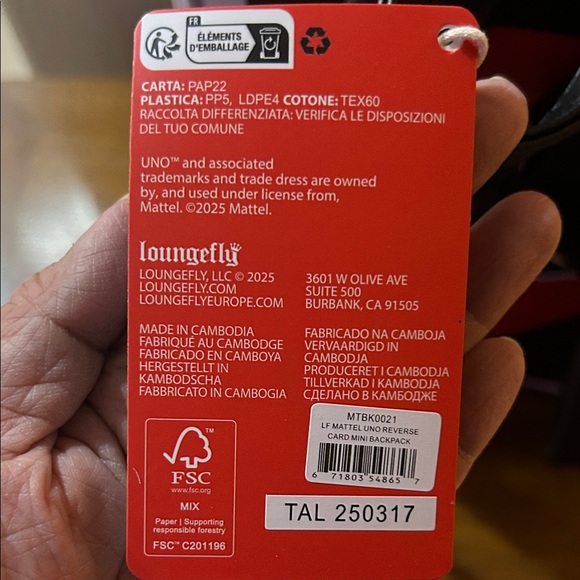 FR
ÉLÉMENTS
D'EMBALLAGE
CARTA: PAP22
PLASTICA: PP5, LDPE4 COTONE: TEX60
RACCOLTA DIFFERENZIATA: VERIFICA LE DISPOSIZIONI
DEL TUO COMUNE
UNO™ and associated
trademarks and trade dress are owned
by, and used under license from,
Mattel. ©2025 Mattel.
loungefly
LOUNGEFLY, LLC © 2025
LOUNGEFLY.COM
LOUNGEFLYEUROPE.COM
3601 W OLIVE AVE
SUITE 500
BURBANK, CA 91505
MADE IN CAMBODIA
FABRIQUÉ AU CAMBODGE
FABRICADO EN CAMBOYA
HERGESTELLT IN
KAMBODSCHA
FABBRICATO IN CAMBOGIA
FABRICADO NA CAMBOJA
VERVAARDIGD IN
CAMBODJA
PRODUCERET I CAMBODJA
TILLVERKAD I KAMBODJA
СДЕЛАНО В КАМБОДЖЕ
MTBK0021
LF MATTEL UNO REVERSE
CARD MINI BACKPACK
6 71803 54865 7
TM
FSC
www.fsc.org
MIX
Paper | Supporting
responsible forestry
FSC™ C201196
TAL 250317